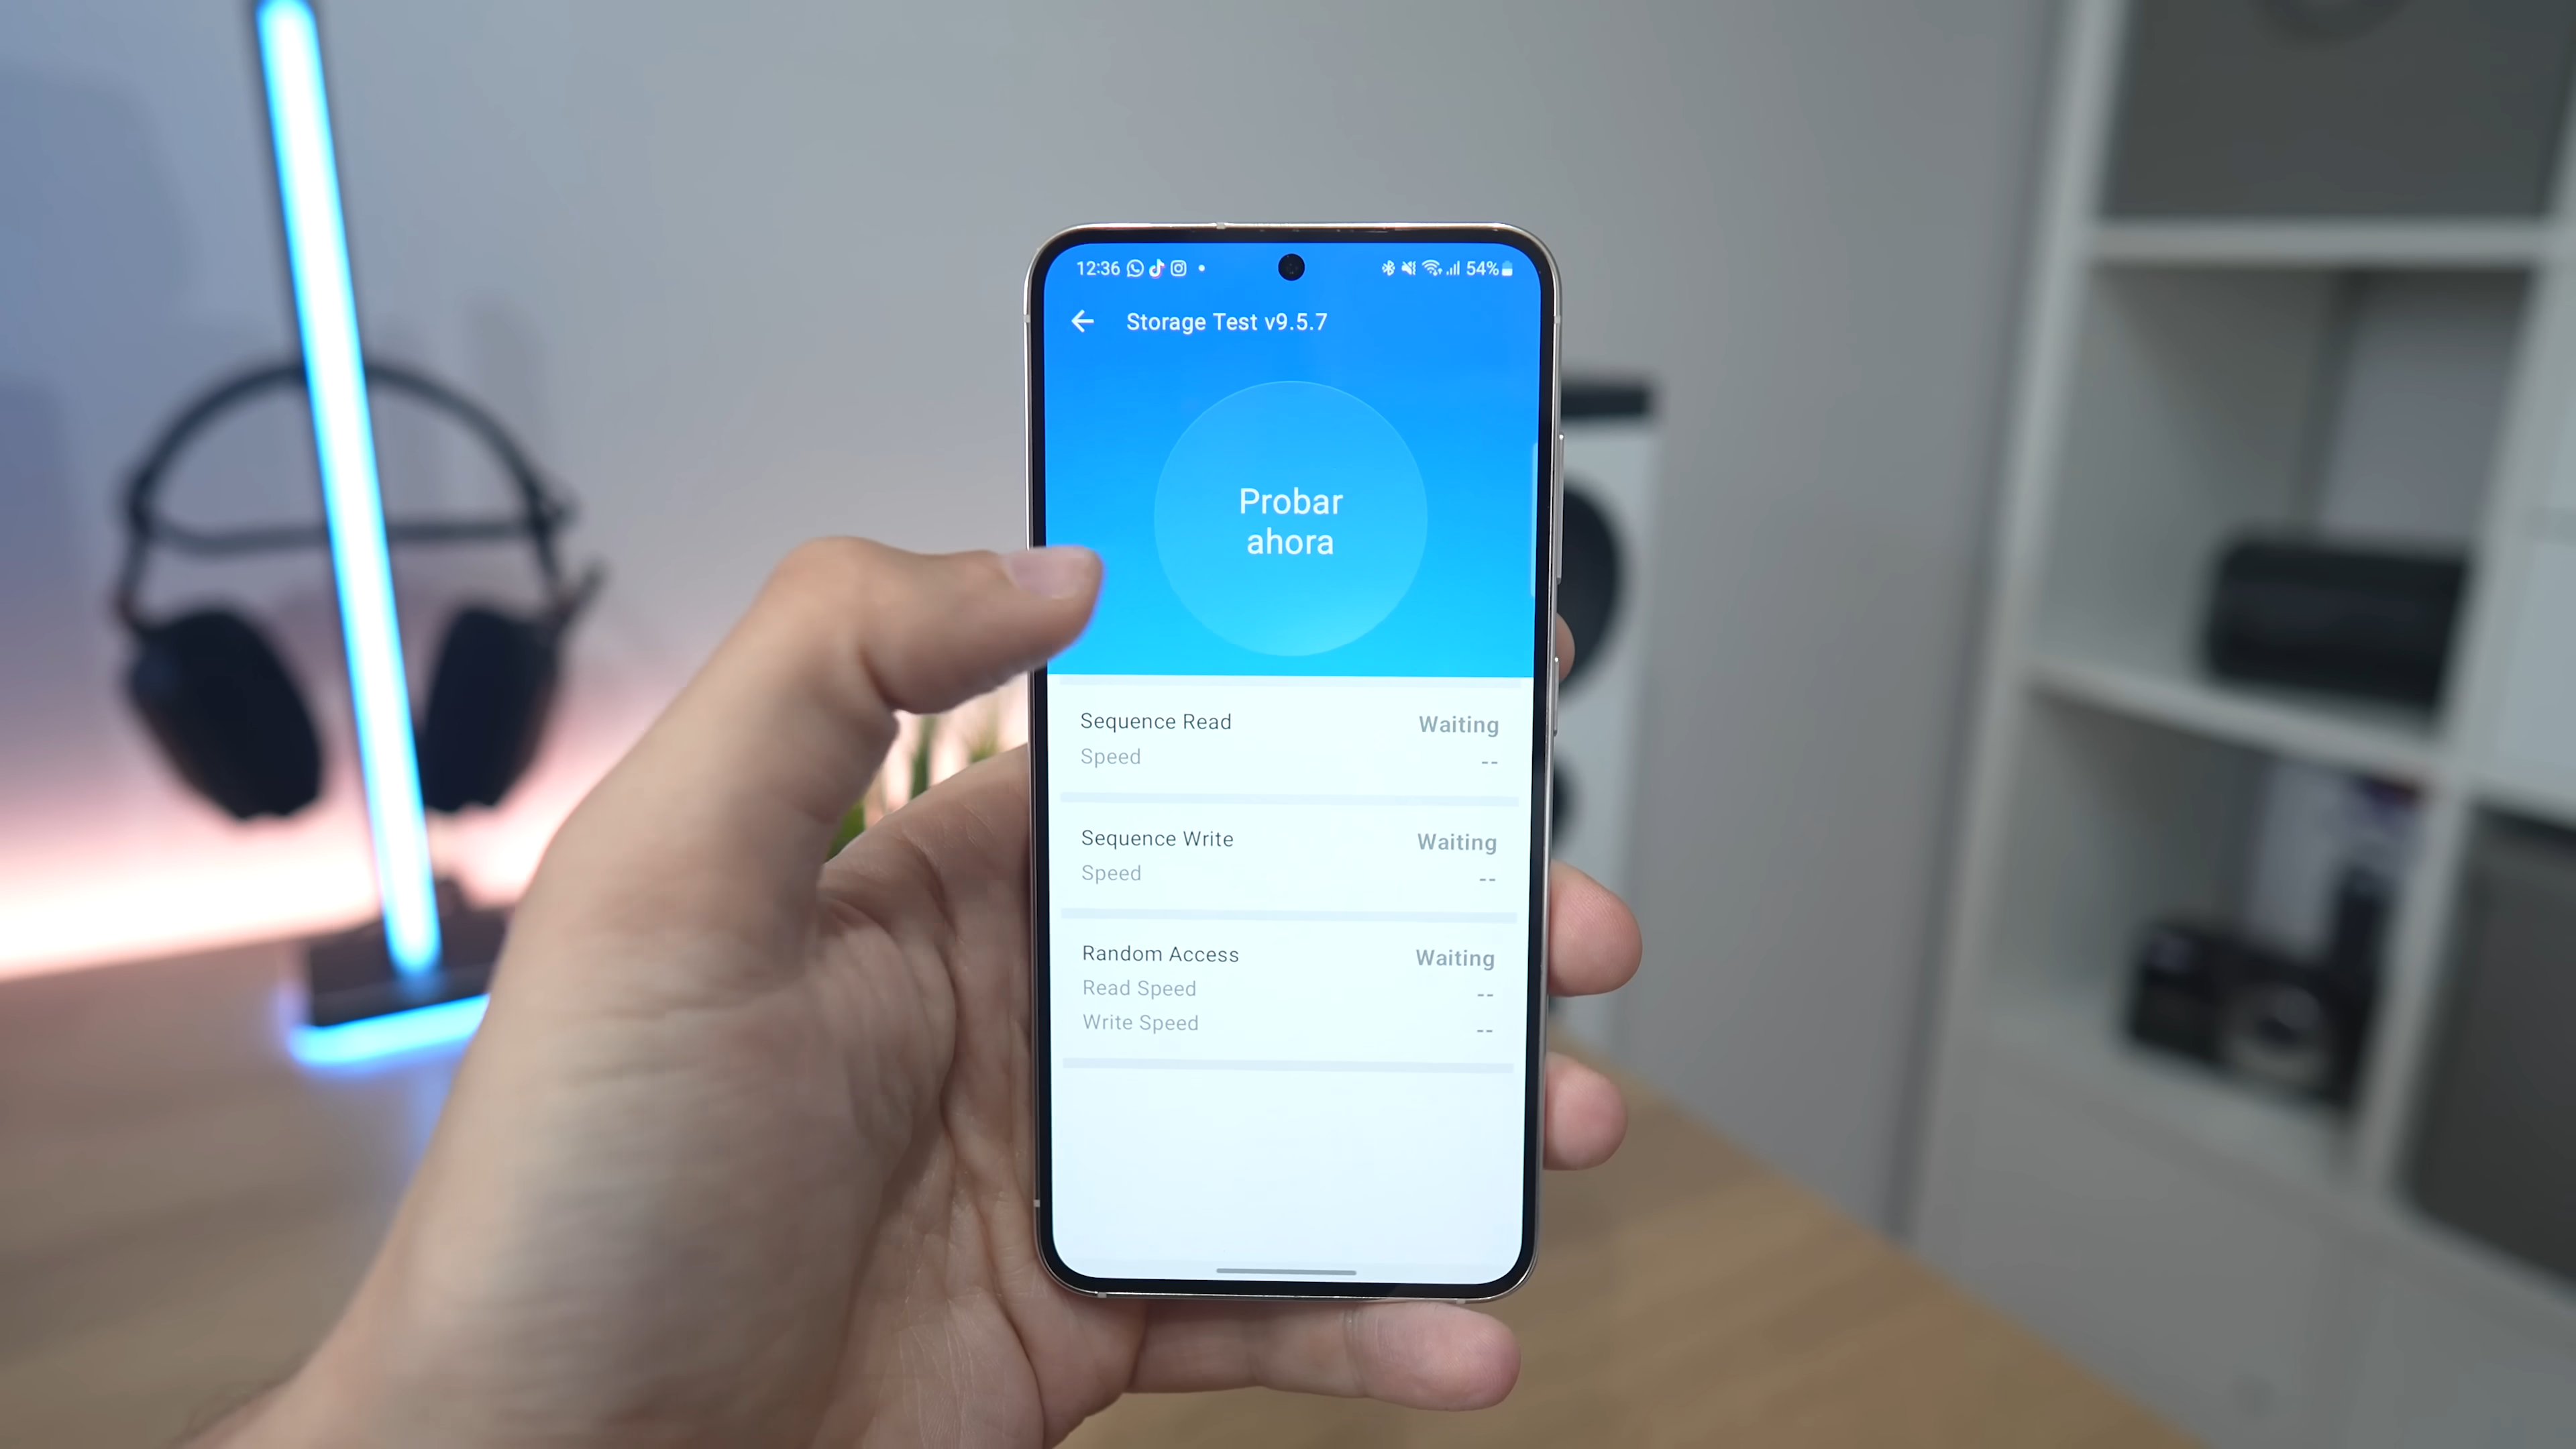 12:36 54%
Storage Test v9.5.7
Probar
ahora
Sequence Read Waiting
Speed --
Sequence Write Waiting
Speed --
Random Access Waiting
Read Speed --
Write Speed --